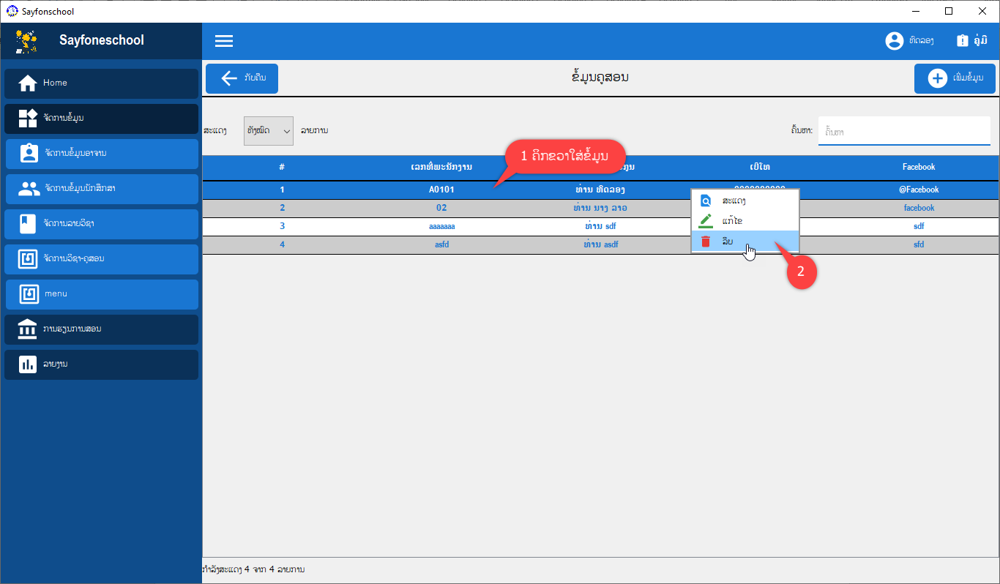 Sayfonschool
Sayfoneschool
ທົດລອງ
ຄູ່ມື
Home
ຈັດການຂໍ້ມູນ
ຈັດການຂໍ້ມູນອາຈານ
ຈັດການຂໍ້ມູນນັກສຶກສາ
ຈັດການລາຍວິຊາ
ຈັດການວິຊາ-ຄູສອນ
menu
ການຮຽນການສອນ
ລາຍງານ
ກັບຄືນ
ຂໍ້ມູນຄູສອນ
ເພີ່ມຂໍ້ມູນ
ສະແດງ ທັງໝົດ ລາຍການ
ຄົ້ນຫາ: ຄົ້ນຫາ
1 ຄິກຂວາໃສ່ຂໍ້ມູນ
# ເລກທີ່ພະນັກງານ ເບີໂທ Facebook
1 A0101 ທ່ານ ທົດລອງ @Facebook
2 02 ທ່ານ ນາງ ລາວ facebook
3 aaaaaaa ທ່ານ sdf sdf
4 asfd ທ່ານ asdf sfd
ສະແດງ
ແກ້ໄຂ
ລຶບ
2
ກຳລັງສະແດງ 4 ຈາກ 4 ລາຍການ